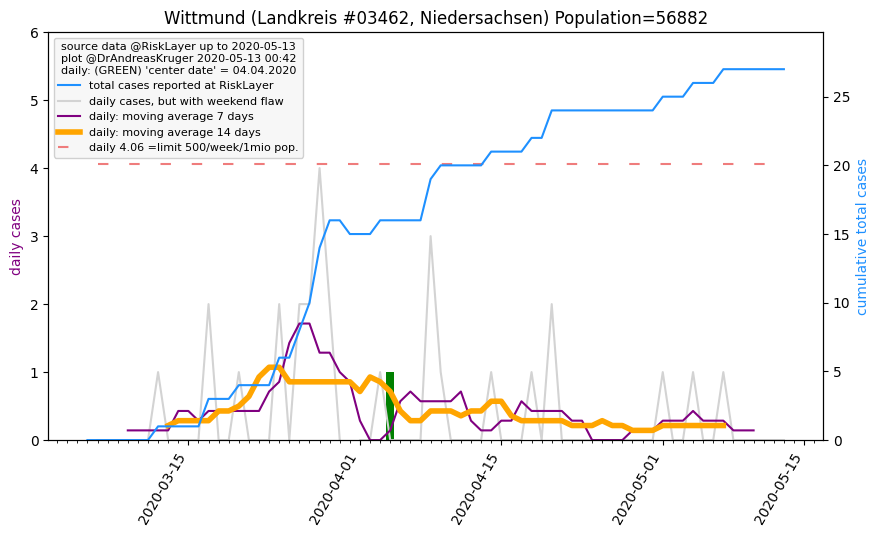 Wittmund (Landkreis #03462, Niedersachsen) Population=56882
source data @RiskLayer up to 2020-05-13
plot @DrAndreasKruger 2020-05-13 00:42
daily: (GREEN) 'center date' = 04.04.2020
total cases reported at RiskLayer
daily cases, but with weekend flaw
daily: moving average 7 days
daily: moving average 14 days
daily 4.06 =limit 500/week/1mio pop.
daily cases
6
5
4
3
2
1
0
cumulative total cases
25
20
15
10
5
0
2020-03-15
2020-04-01
2020-04-15
2020-05-01
2020-05-15